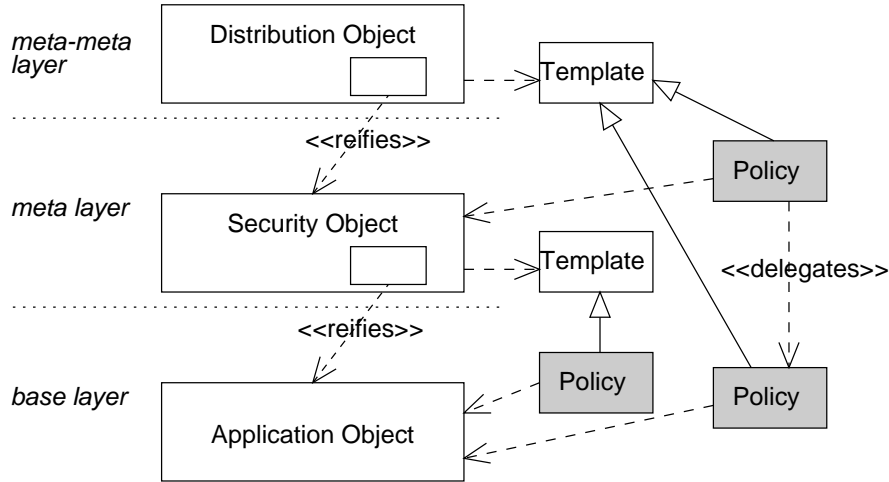 meta-meta
layer
Distribution Object
Template
<<reifies>>
Policy
meta layer
Security Object
Template
<<delegates>>
<<reifies>>
base layer
Policy
Policy
Application Object